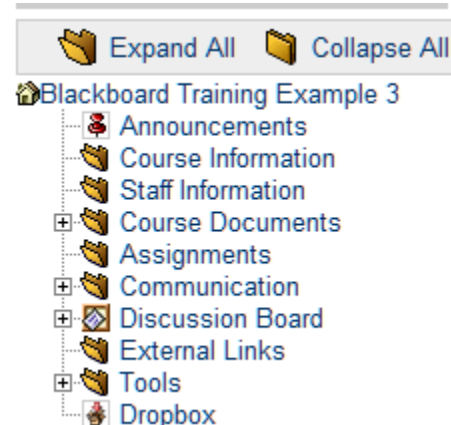 Expand All Collapse All
Blackboard Training Example 3
Announcements
Course Information
Staff Information
Course Documents
Assignments
Communication
Discussion Board
External Links
Tools
Dropbox